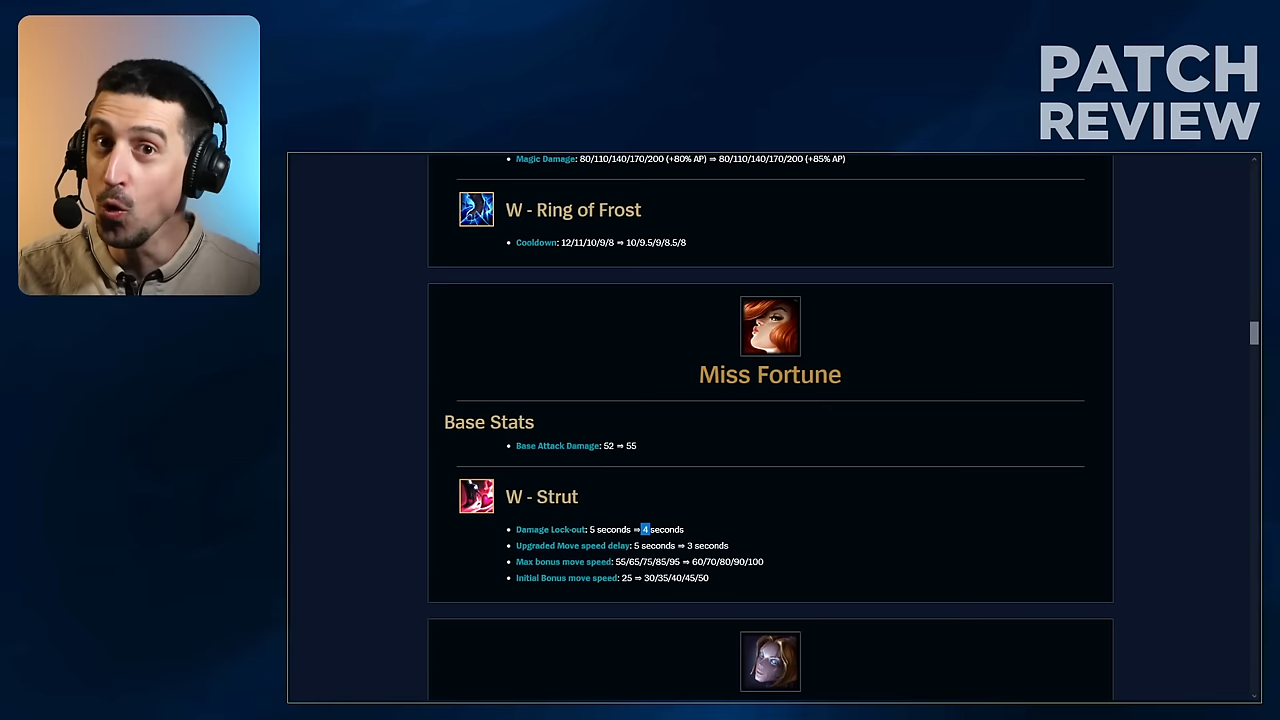 PATCH
REVIEW
• Magic Damage: 80/110/140/170/200 (+80% AP) ⇒ 80/110/140/170/200 (+85% AP)
W - Ring of Frost
• Cooldown: 12/11/10/9/8 ⇒ 10/9.5/9/8.5/8
Miss Fortune
Base Stats
• Base Attack Damage: 52 ⇒ 55
W - Strut
• Damage Lock-out: 5 seconds ⇒ 4 seconds
• Upgraded Move speed delay: 5 seconds ⇒ 3 seconds
• Max bonus move speed: 55/65/75/85/95 ⇒ 60/70/80/90/100
• Initial Bonus move speed: 25 ⇒ 30/35/40/45/50